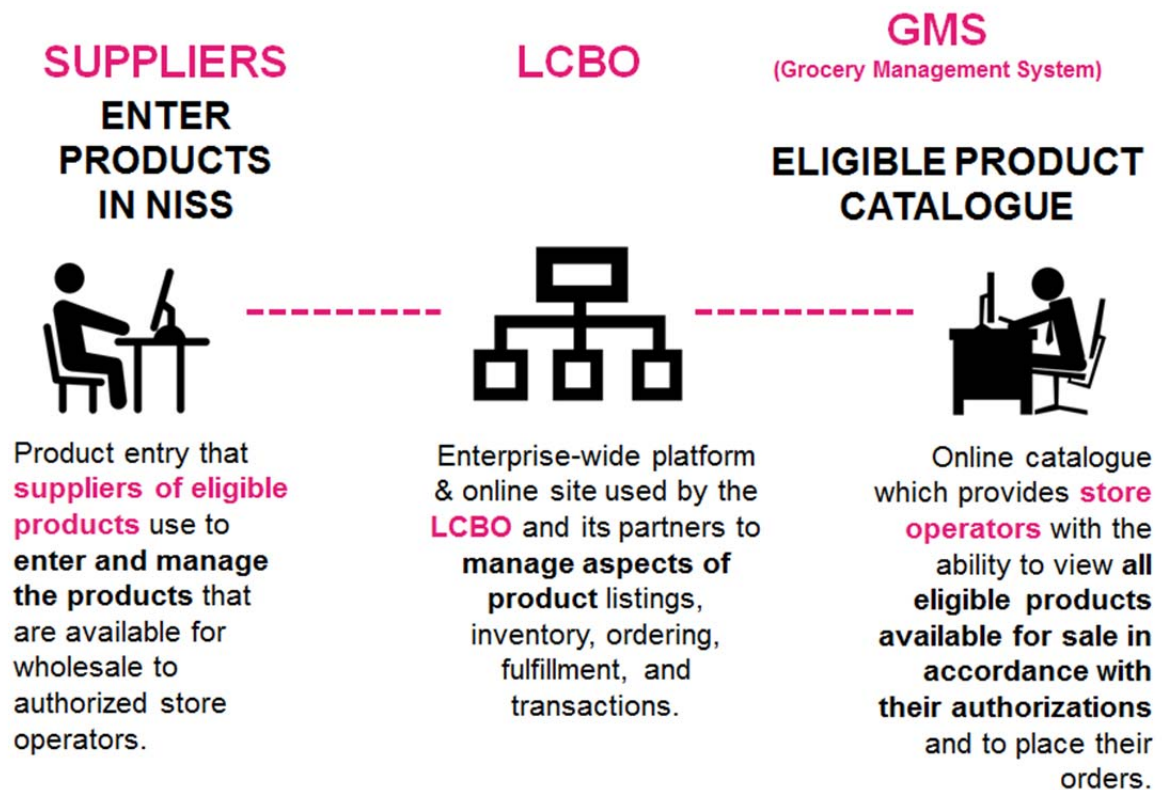 SUPPLIERS
ENTER
PRODUCTS
IN NISS
Product entry that
suppliers of eligible
products use to
enter and manage
the products that
are available for
wholesale to
authorized store
operators.
LCBO
Enterprise-wide platform
& online site used by the
LCBO and its partners to
manage aspects of
product listings,
inventory, ordering,
fulfillment, and
transactions.
GMS
(Grocery Management System)
ELIGIBLE PRODUCT
CATALOGUE
Online catalogue
which provides store
operators with the
ability to view all
eligible products
available for sale in
accordance with
their authorizations
and to place their
orders.